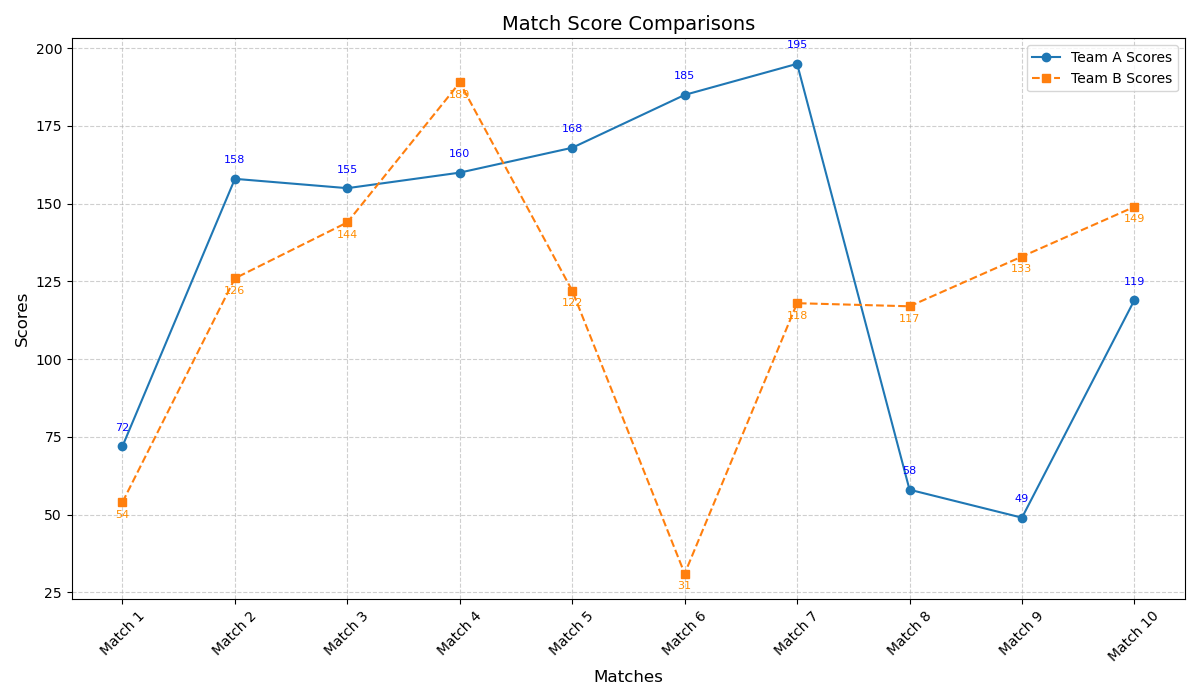 Match Score Comparisons
Team A Scores
Team B Scores
Scores
200
175
150
125
100
75
50
25
72
158
155
160
168
185
195
58
49
119
54
126
144
189
122
31
118
117
133
149
Match 1
Match 2
Match 3
Match 4
Match 5
Match 6
Match 7
Match 8
Match 9
Match 10
Matches